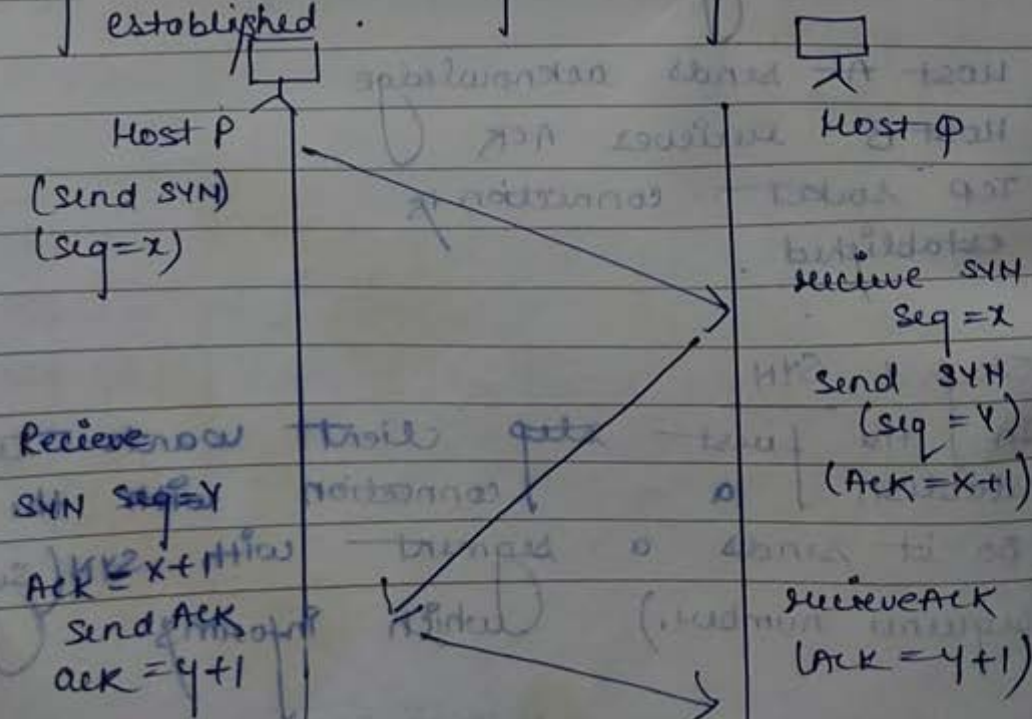 established .
Host P
(send SYN)
(seq=x)
Host Q
recieve SYN
seq = x
send SYN
(seq = Y)
(ACK = X+1)
Recieve
SYN seq=Y
ACK = X+1
send ACK
ack = y+1
recieve ACK
(ACK = y+1)